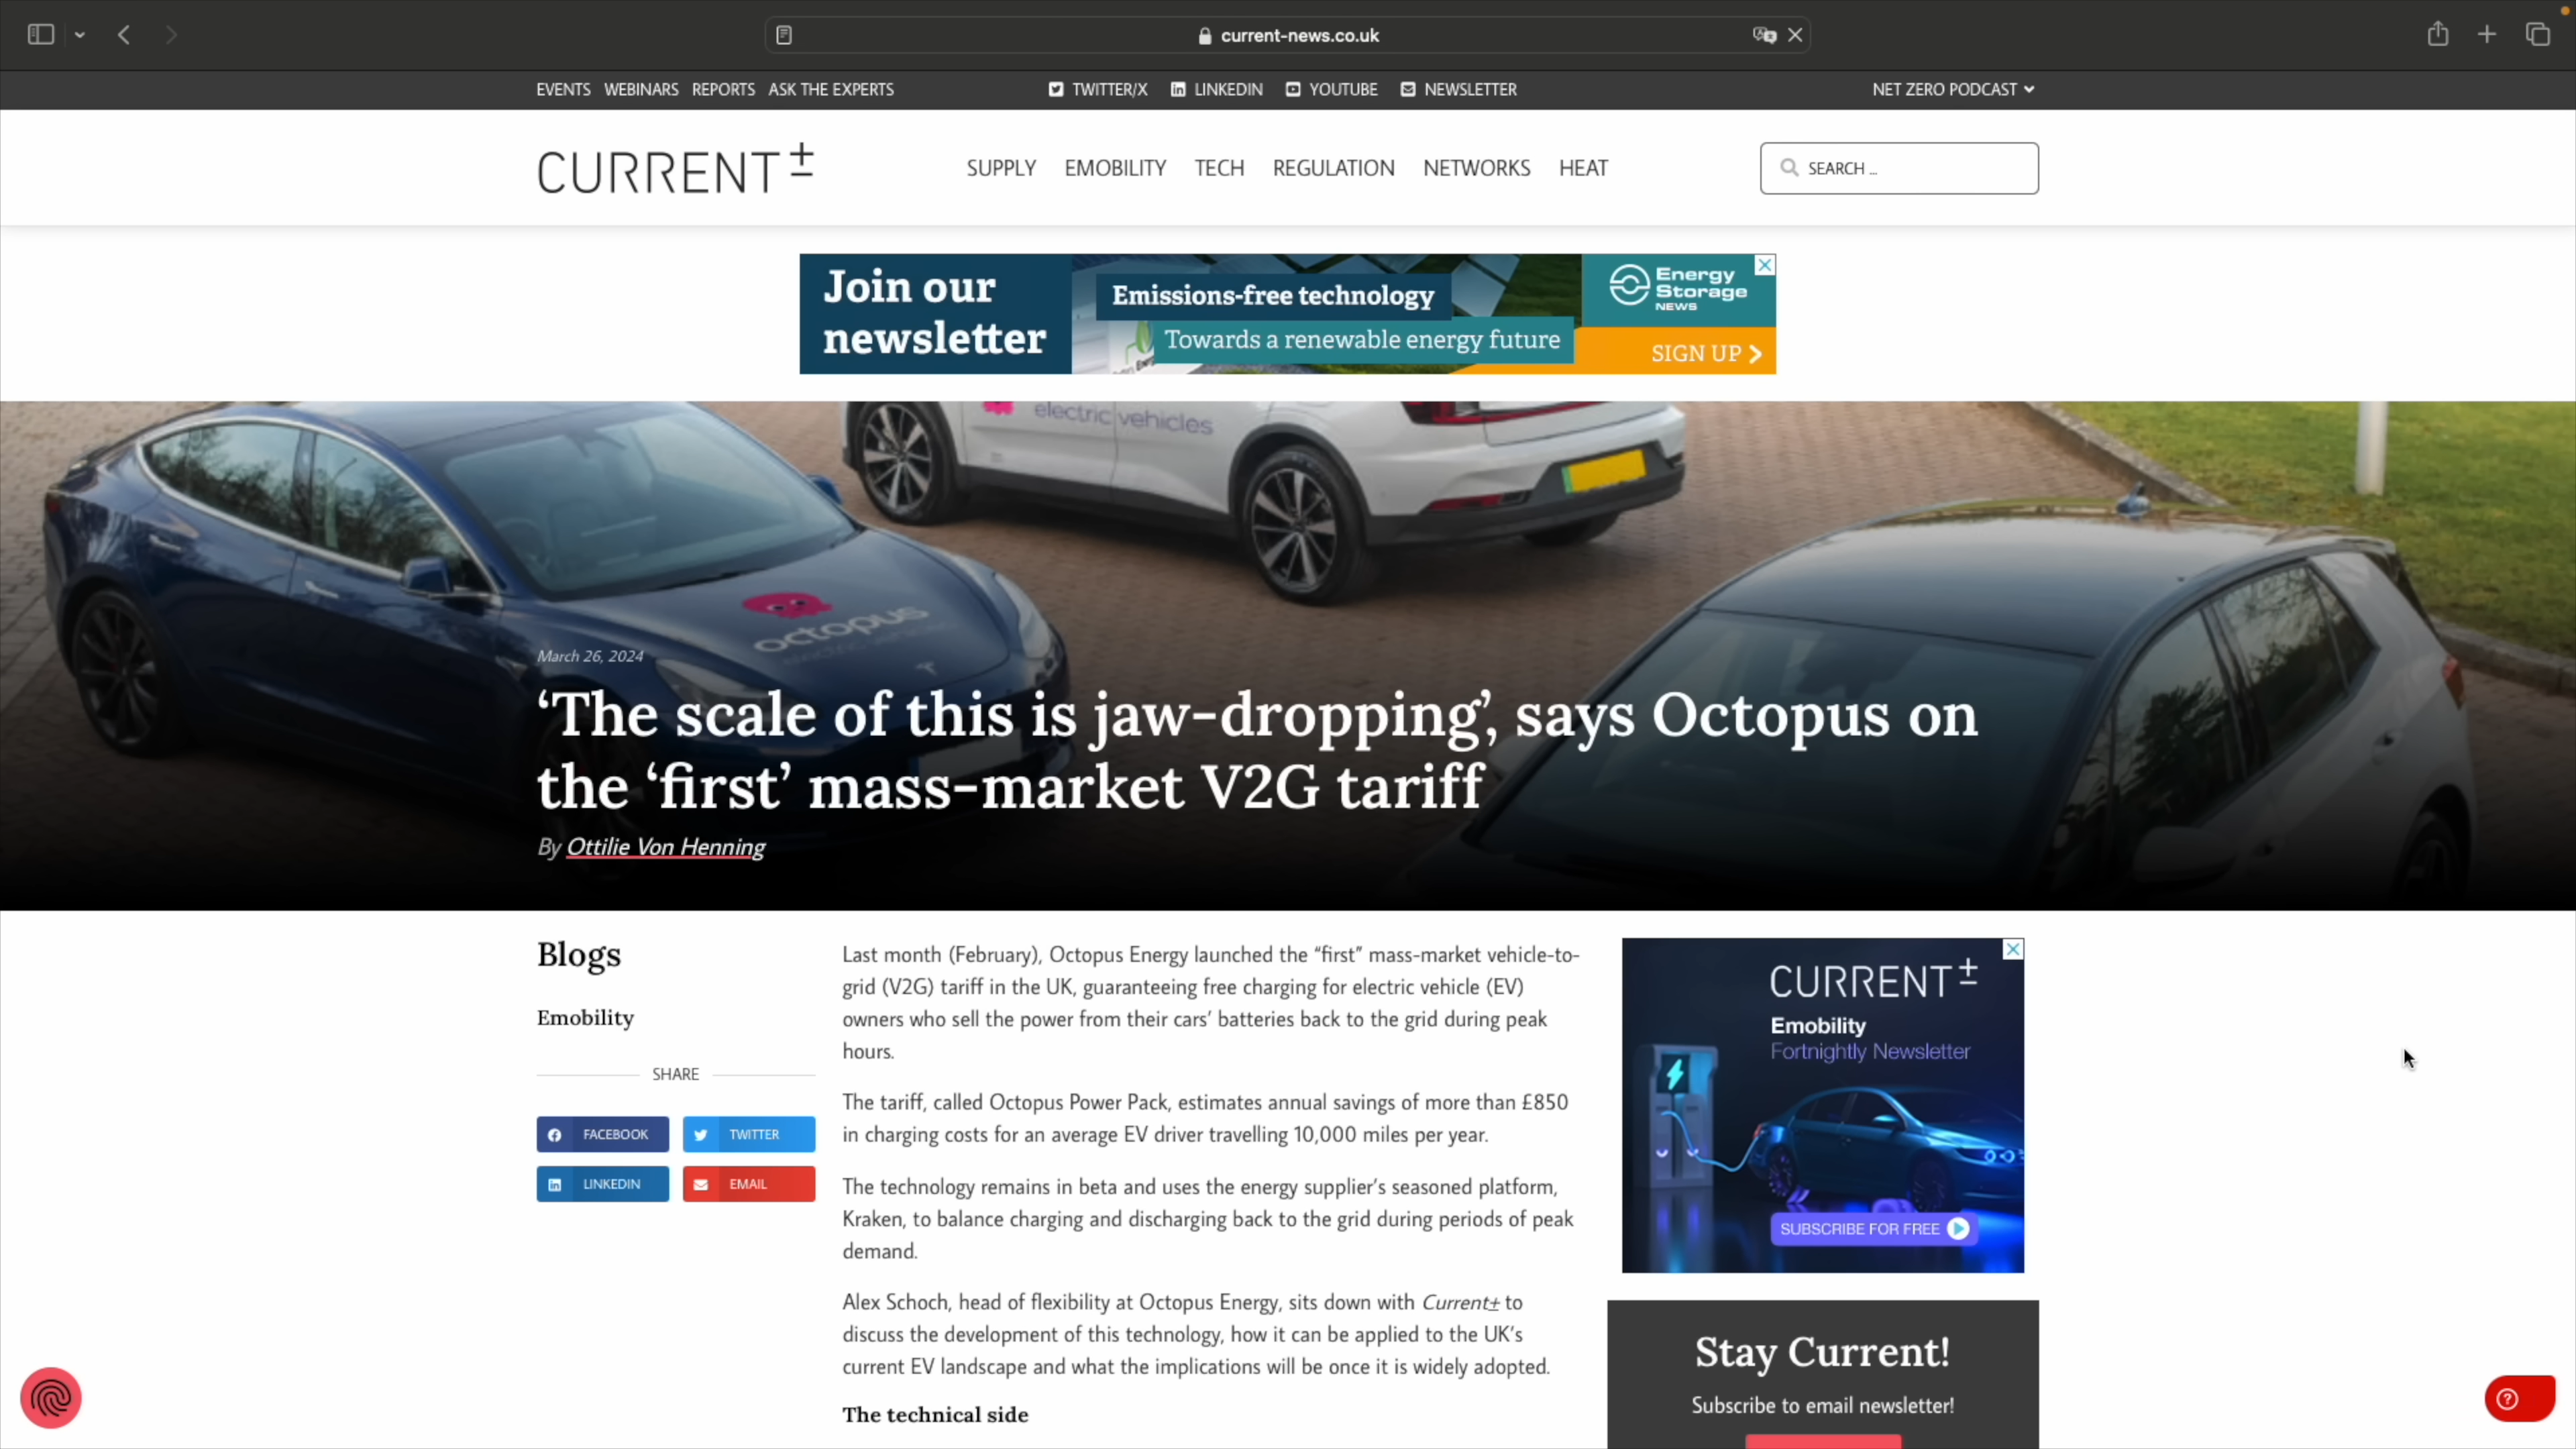 current-news.co.uk
EVENTS WEBINARS REPORTS ASK THE EXPERTS
TWITTER/X LINKEDIN YOUTUBE NEWSLETTER
NET ZERO PODCAST
CURRENT±
SUPPLY EMOBILITY TECH REGULATION NETWORKS HEAT
SEARCH ...
Join our
newsletter
Emissions-free technology
Towards a renewable energy future
Energy
Storage
NEWS
SIGN UP
electric vehicles
octopus
March 26, 2024
‘The scale of this is jaw-dropping’, says Octopus on
the ‘first’ mass-market V2G tariff
By Ottilie Von Henning
Blogs
Emobility
SHARE
FACEBOOK
TWITTER
LINKEDIN
EMAIL
Last month (February), Octopus Energy launched the “first” mass-market vehicle-to-
grid (V2G) tariff in the UK, guaranteeing free charging for electric vehicle (EV)
owners who sell the power from their cars’ batteries back to the grid during peak
hours.
The tariff, called Octopus Power Pack, estimates annual savings of more than £850
in charging costs for an average EV driver travelling 10,000 miles per year.
The technology remains in beta and uses the energy supplier’s seasoned platform,
Kraken, to balance charging and discharging back to the grid during periods of peak
demand.
Alex Schoch, head of flexibility at Octopus Energy, sits down with Current± to
discuss the development of this technology, how it can be applied to the UK’s
current EV landscape and what the implications will be once it is widely adopted.
The technical side
CURRENT±
Emobility
Fortnightly Newsletter
SUBSCRIBE FOR FREE
Stay Current!
Subscribe to email newsletter!